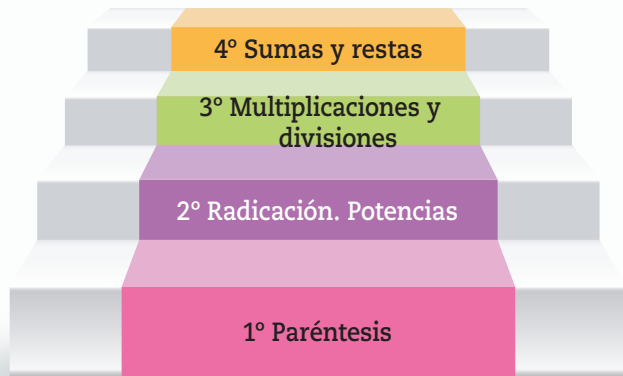 4º Sumas y restas
3º Multiplicaciones y
divisiones
2º Radicación. Potencias
1º Paréntesis